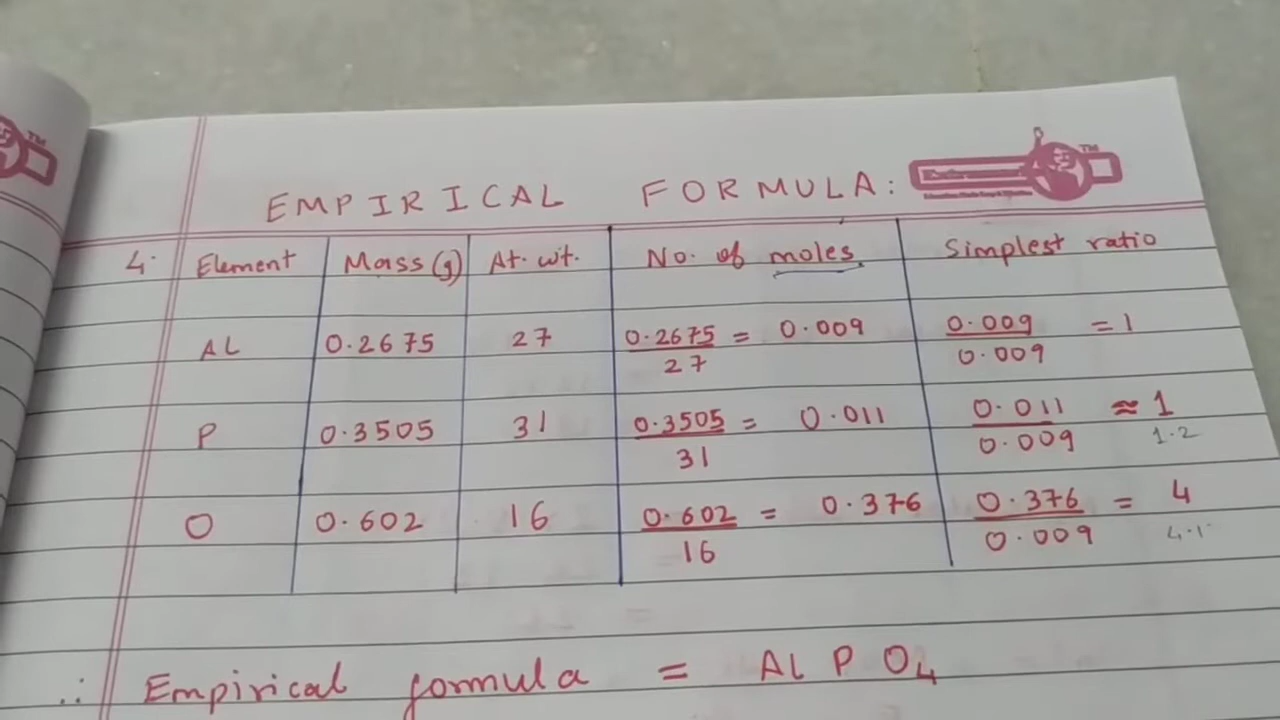 EMPIRICAL FORMULA:
TM
TM
4. Element Mass(g) At. wt. No. of moles Simplest ratio
AL 0.2675 27 0.2675 = 0.009 0.009 = 1
27 0.009
P 0.3505 31 0.3505 = 0.011 0.011 ≈ 1
31 0.009 1.2
O 0.602 16 0.602 = 0.376 0.376 = 4
16 0.009 4.1
∴ Empirical formula = AL P O4